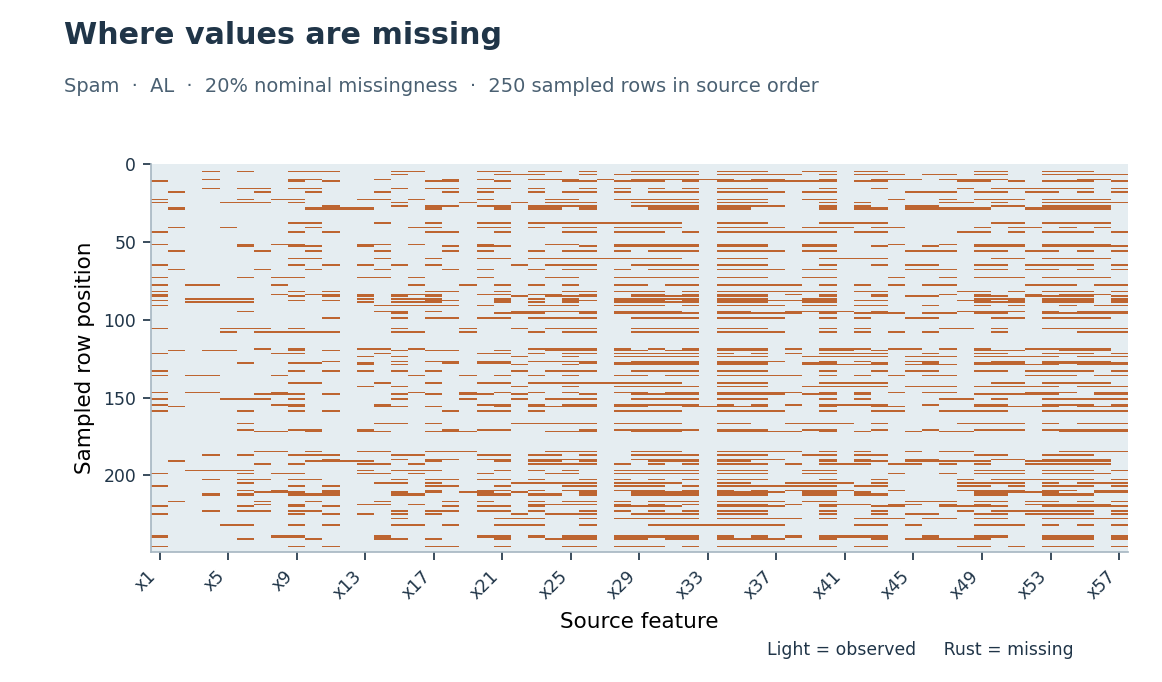 Where values are missing
Spam · AL · 20% nominal missingness · 250 sampled rows in source order
0
50
100
150
200
Sampled row position
x1 x5 x9 x13 x17 x21 x25 x29 x33 x37 x41 x45 x49 x53 x57
Source feature
Light = observed Rust = missing